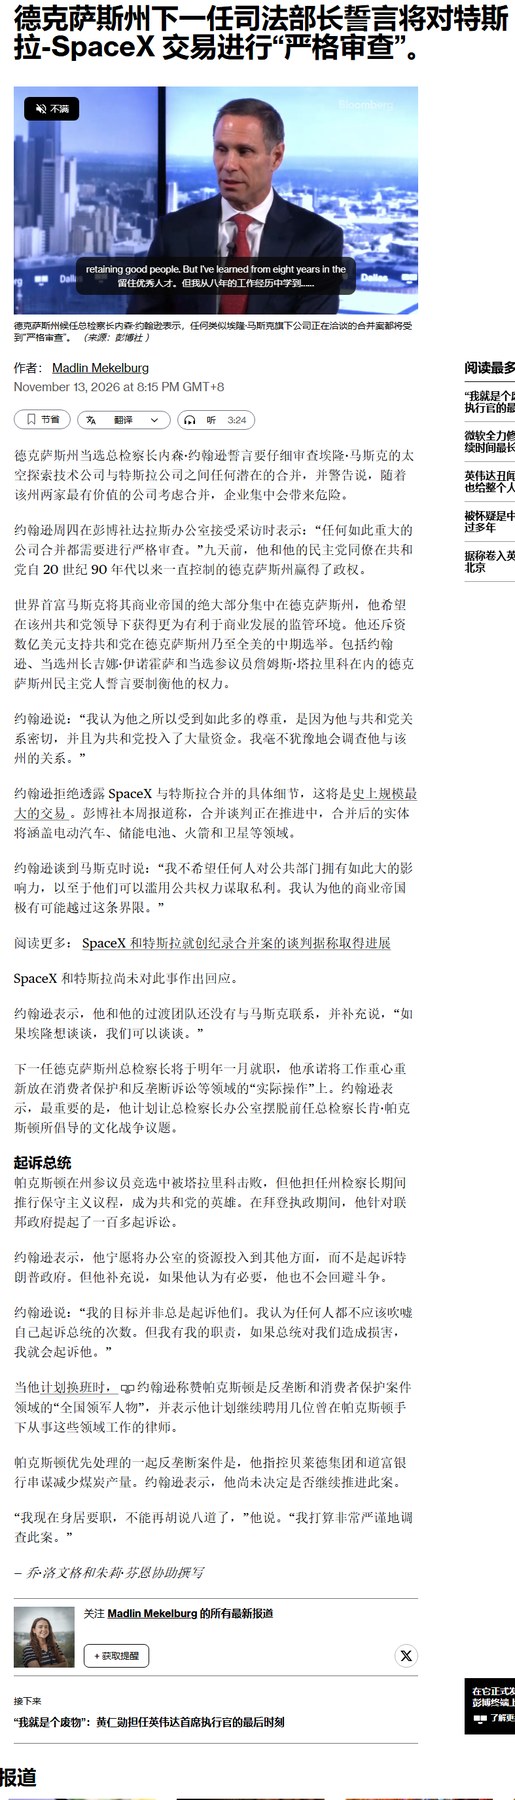 德克萨斯州下一任司法部长誓言将对特斯
拉-SpaceX 交易进行“严格审查”。
不满
Bloomberg
Dallas
retaining good people. But I've learned from eight years in the
留住优秀人才。但我从八年的工作经历中学到......
德克萨斯州候任总检察长内森·约翰逊表示，任何类似埃隆·马斯克旗下公司正在洽谈的合并案都将受
到“严格审查”。（来源：彭博社）
作者： Madlin Mekelburg
November 13, 2026 at 8:15 PM GMT+8
节省
翻译
听 3:24
德克萨斯州当选总检察长内森·约翰逊誓言要仔细审查埃隆·马斯克的太
空探索技术公司与特斯拉公司之间任何潜在的合并，并警告说，随着
该州两家最有价值的公司考虑合并，企业集中会带来危险。
约翰逊周四在彭博社达拉斯办公室接受采访时表示：“任何如此重大的
公司合并都需要进行严格审查。”九天前，他和他的民主党同僚在共和
党自 20 世纪 90 年代以来一直控制的德克萨斯州赢得了政权。
世界首富马斯克将其商业帝国的绝大部分集中在德克萨斯州，他希望
在该州共和党领导下获得更为有利于商业发展的监管环境。他还斥资
数亿美元支持共和党在德克萨斯州乃至全美的中期选举。包括约翰
逊、当选州长吉娜·伊诺霍萨和当选参议员詹姆斯·塔拉里科在内的德克
萨斯州民主党人誓言要制衡他的权力。
约翰逊说：“我认为他之所以受到如此多的尊重，是因为他与共和党关
系密切，并且为共和党投入了大量资金。我毫不犹豫地会调查他与该
州的关系。”
约翰逊拒绝透露 SpaceX 与特斯拉合并的具体细节，这将是史上规模最
大的交易 。彭博社本周报道称，合并谈判正在推进中，合并后的实体
将涵盖电动汽车、储能电池、火箭和卫星等领域。
约翰逊谈到马斯克时说：“我不希望任何人对公共部门拥有如此大的影
响力，以至于他们可以滥用公共权力谋取私利。我认为他的商业帝国
极有可能越过这条界限。”
阅读更多： SpaceX 和特斯拉就创纪录合并案的谈判据称取得进展
SpaceX 和特斯拉尚未对此事作出回应。
约翰逊表示，他和他的过渡团队还没有与马斯克联系，并补充说，“如
果埃隆想谈谈，我们可以谈谈。”
下一任德克萨斯州总检察长将于明年一月就职，他承诺将工作重心重
新放在消费者保护和反垄断诉讼等领域的“实际操作”上。约翰逊表
示，最重要的是，他计划让总检察长办公室摆脱前任总检察长肯·帕克
斯顿所倡导的文化战争议题。
起诉总统
帕克斯顿在州参议员竞选中被塔拉里科击败，但他担任州检察长期间
推行保守主义议程，成为共和党的英雄。在拜登执政期间，他针对联
邦政府提起了一百多起诉讼。
约翰逊表示，他宁愿将办公室的资源投入到其他方面，而不是起诉特
朗普政府。但他补充说，如果他认为有必要，他也不会回避斗争。
约翰逊说：“我的目标并非总是起诉他们。我认为任何人都不应该吹嘘
自己起诉总统的次数。但我有我的职责，如果总统对我们造成损害，
我就会起诉他。”
当他计划换班时， 约翰逊称赞帕克斯顿是反垄断和消费者保护案件
领域的“全国领军人物”，并表示他计划继续聘用几位曾在帕克斯顿手
下从事这些领域工作的律师。
帕克斯顿优先处理的一起反垄断案件是，他指控贝莱德集团和道富银
行串谋减少煤炭产量。约翰逊表示，他尚未决定是否继续推进此案。
“我现在身居要职，不能再胡说八道了，”他说。“我打算非常严谨地调
查此案。”
– 乔·洛文格和朱莉·芬恩协助撰写
关注 Madlin Mekelburg 的所有最新报道
+ 获取提醒
接下来
“我就是个废物”：黄仁勋担任英伟达首席执行官的最后时刻
阅读最多
“我就是个废
执行官的最
微软全力修
续时间最长
英伟达丑闻
也给整个人
被怀疑是中
过多年
据称卷入英
北京
在它正式发
彭博终端上
了解更
报道